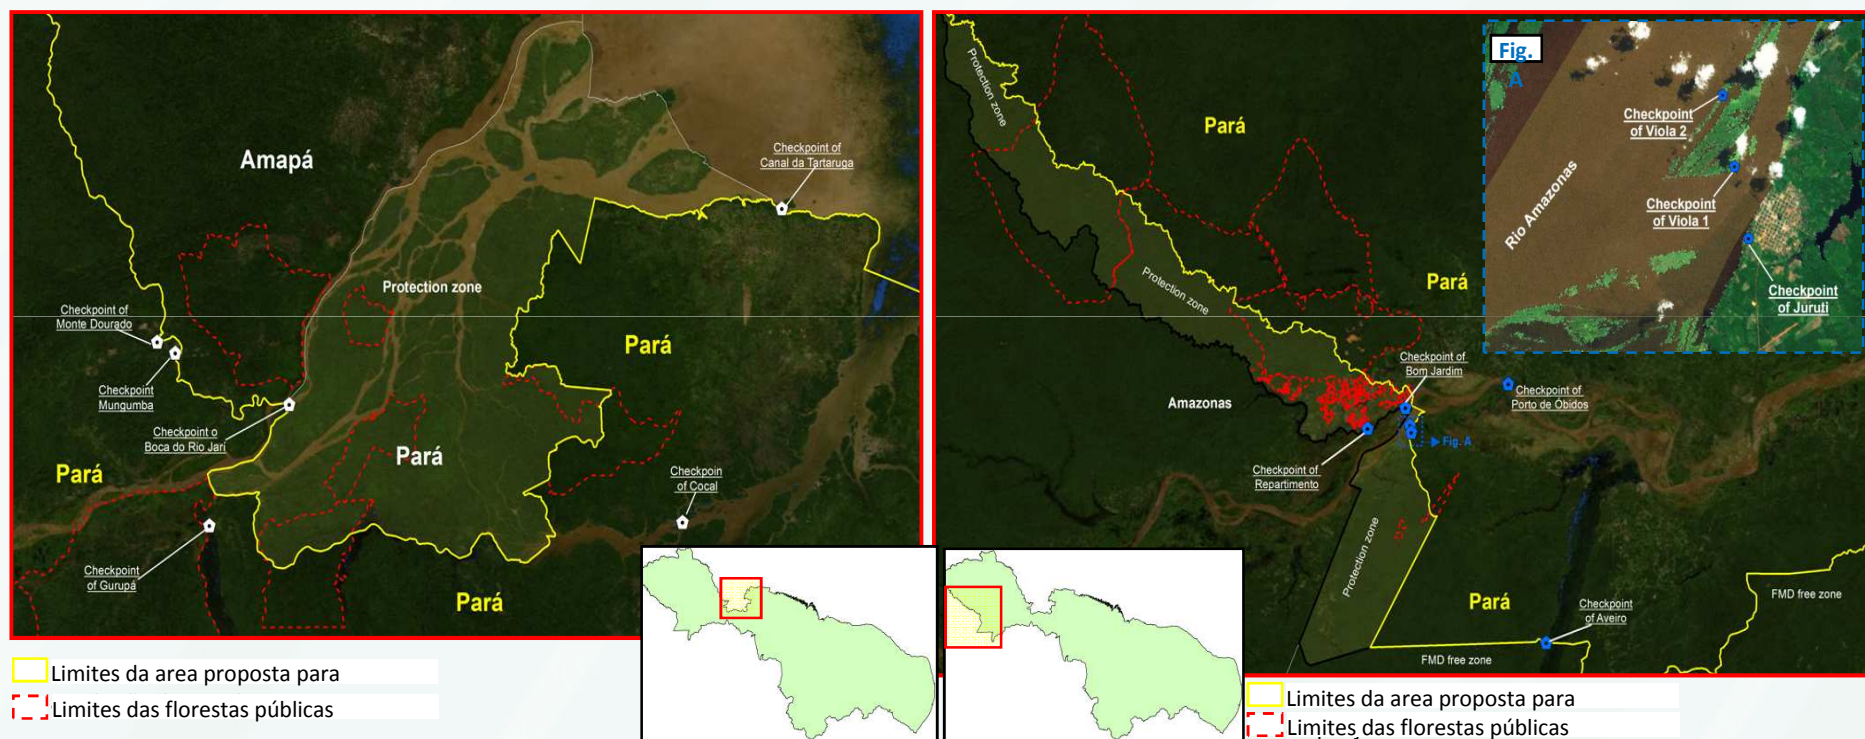 Amapá
Checkpoint of
Canal da Tartaruga
Protection zone
Checkpoint of
Monte Dourado
Pará
Checkpoint
Mungumba
Checkpoint o
Boca do Rio Jari
Pará
Pará
Checkpoin
of Cocal
Checkpoint
of Gurupá
Pará
Limites da area proposta para
Limites das florestas públicas
Protection zone
Pará
Protection zone
Pará
Checkpoint of
Bom Jardim
Amazonas
Checkpoint of
Porto de Óbidos
Fig. A
Checkpoint of
Repartimento
Protection zone
Pará
Checkpoint
of Aveiro
FMD free zone
FMD free zone
Fig.
A
Checkpoint
of Viola 2
Rio Amazonas
Checkpoint
of Viola 1
Checkpoint
of Juruti
Limites da area proposta para
Limites das florestas públicas